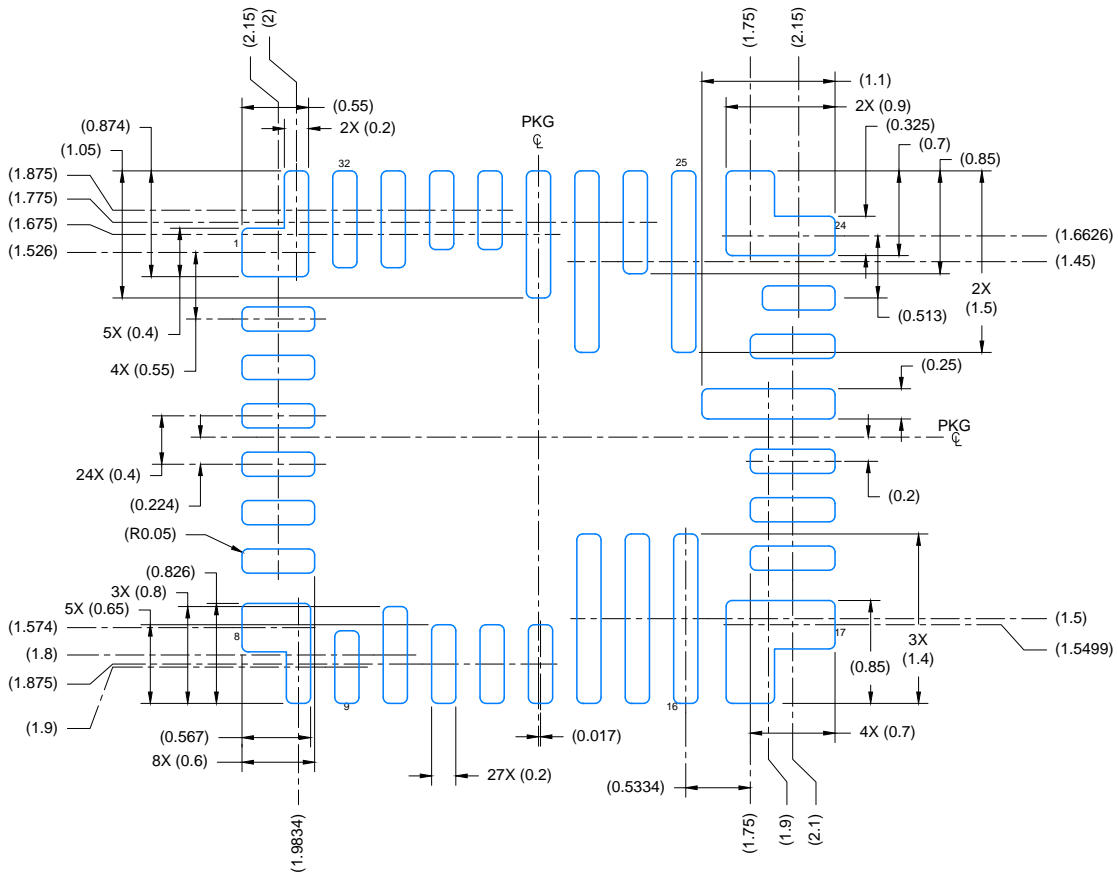 (2.15)
(2)
(1.75)
(2.15)
(0.55)
(1.1)
2X (0.2)
PKG
CL
2X (0.9)
(0.874)
(0.325)
(1.05)
(0.7)
(0.85)
32
25
(1.875)
(1.775)
(1.675)
(1.526)
1
24
(1.6626)
(1.45)
2X
(1.5)
(0.513)
5X (0.4)
4X (0.55)
(0.25)
PKG
CL
24X (0.4)
(0.224)
(0.2)
(R0.05)
(0.826)
3X (0.8)
5X (0.65)
(1.574)
8
(1.8)
(1.875)
(1.9)
17
(1.5)
(1.5499)
3X
(1.4)
(0.85)
9
16
(0.567)
8X (0.6)
(0.017)
4X (0.7)
27X (0.2)
(0.5334)
(1.9834)
(1.75)
(1.9)
(2.1)